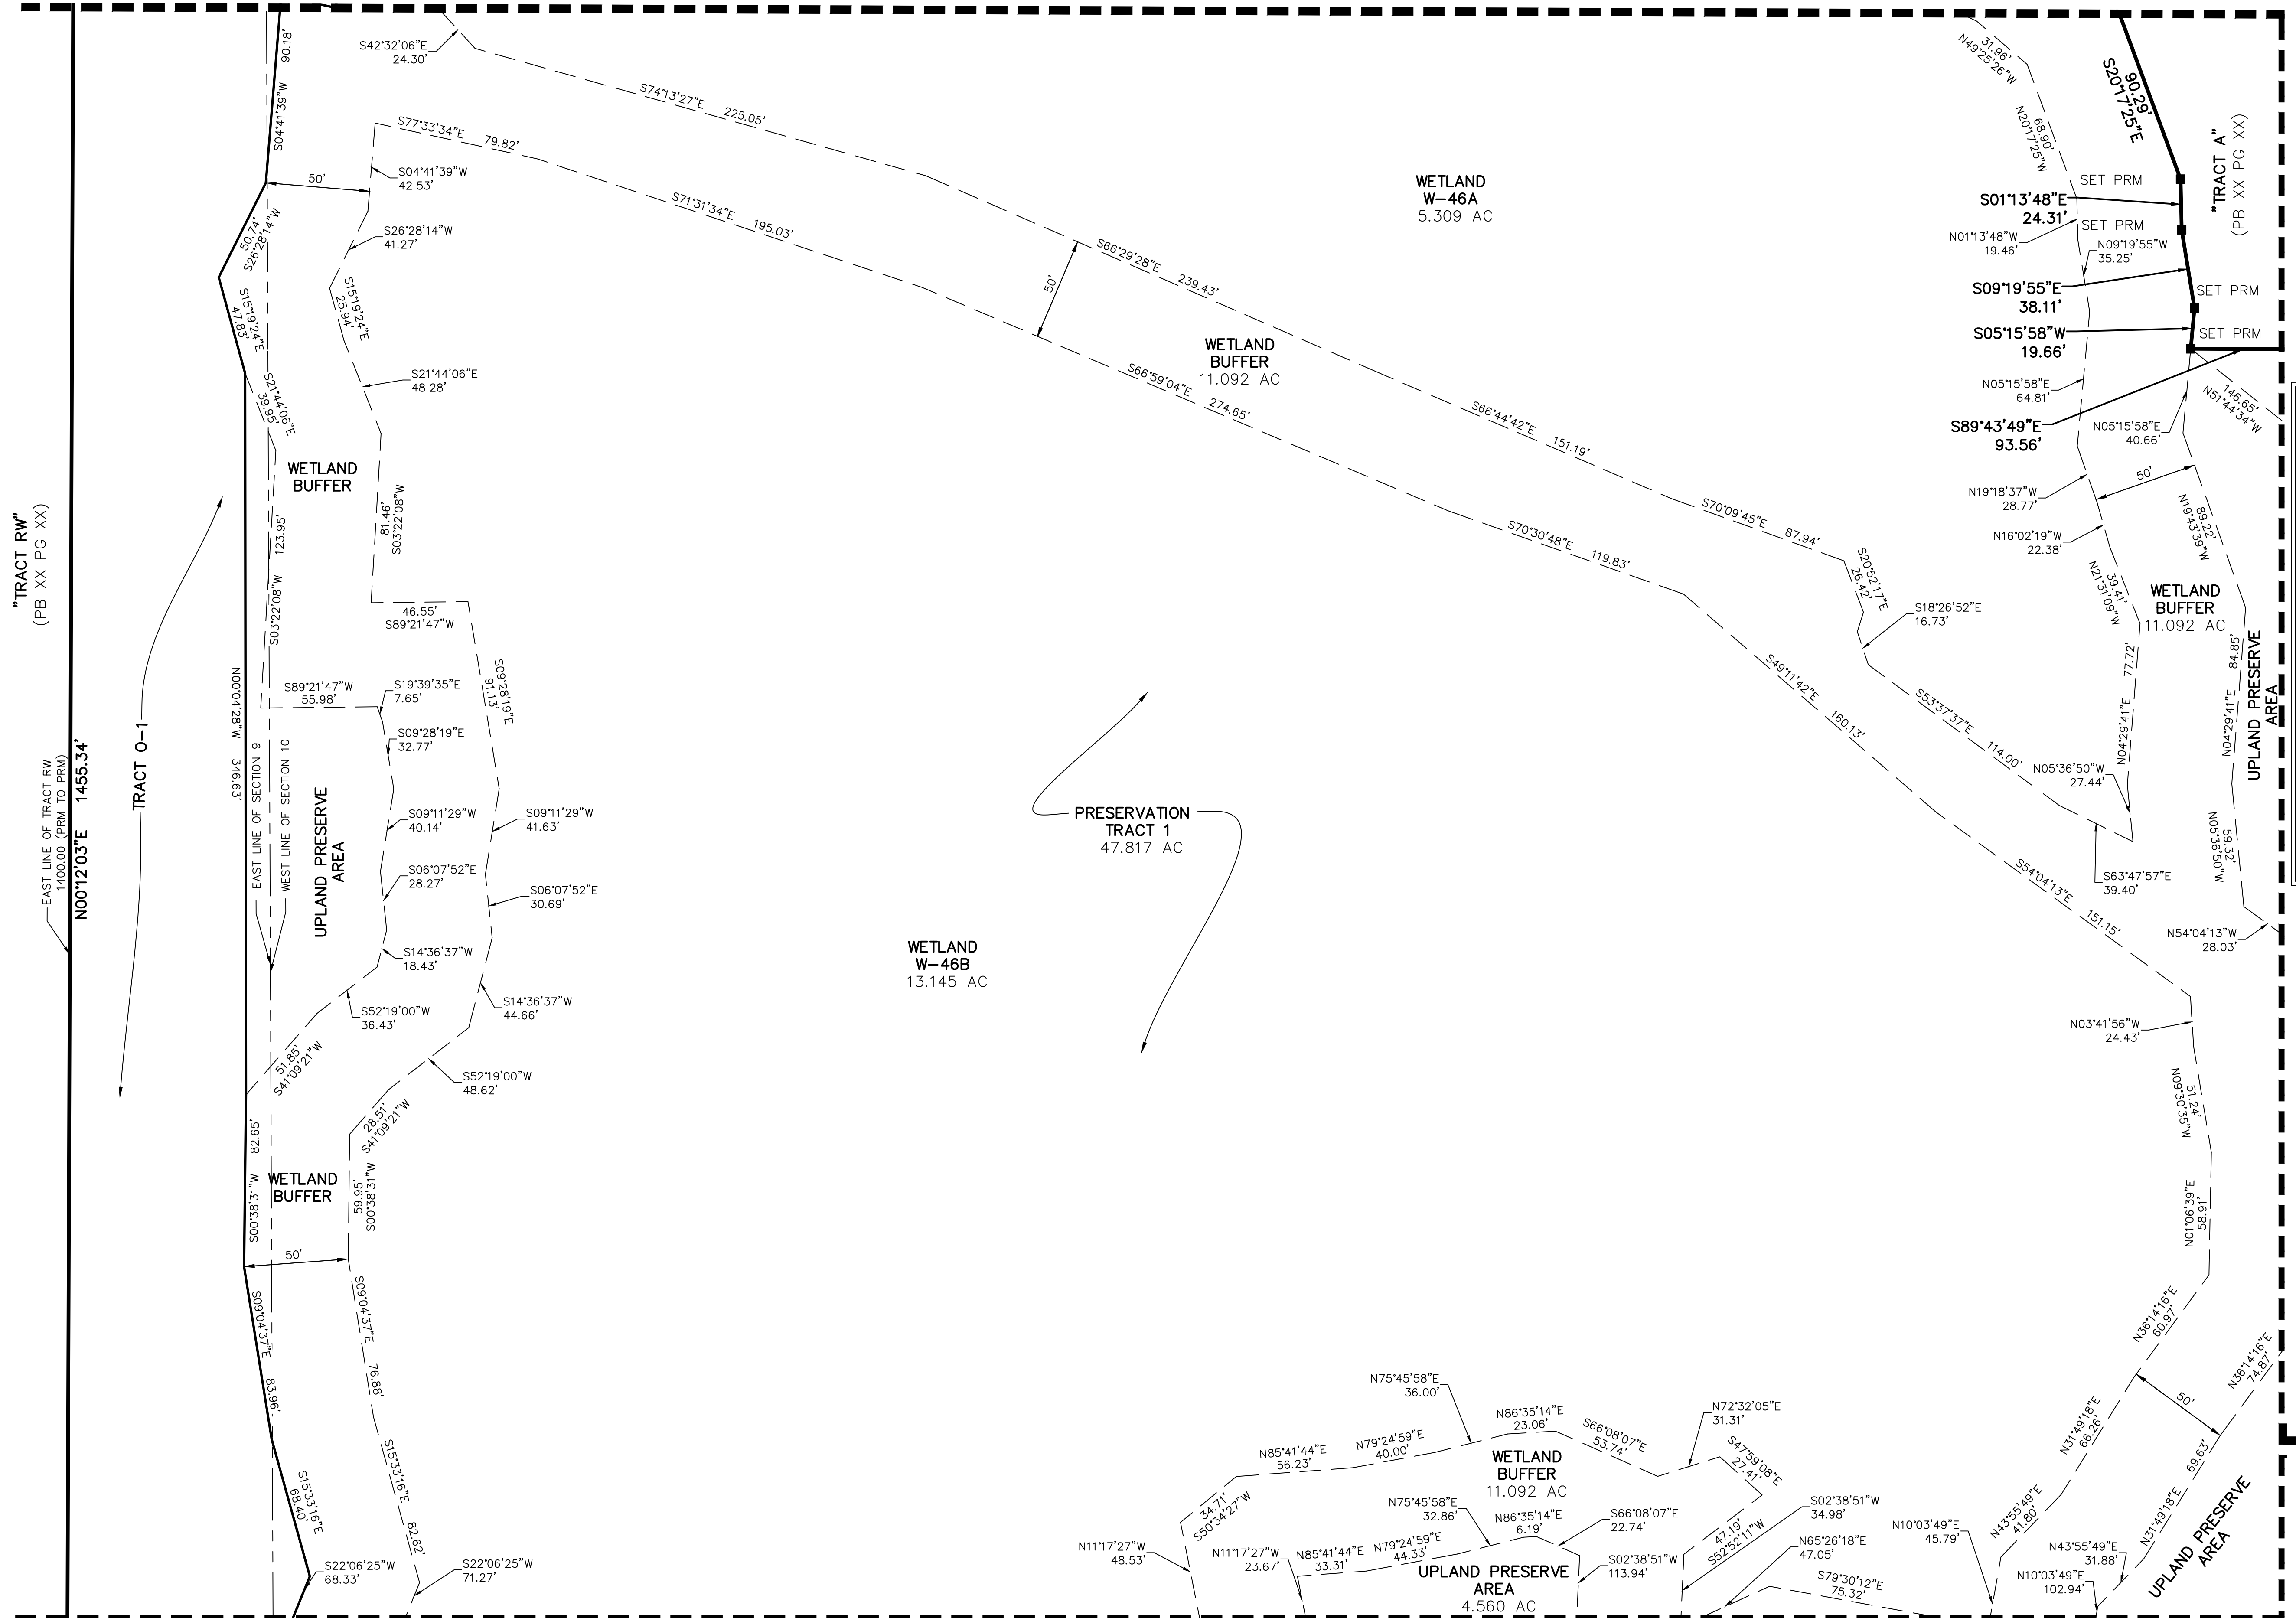 S04°41'39"W 90.18'
S42°32'06"E
24.30'
S74°13'27"E 225.05'
S77°33'34"E 79.82'
S04°41'39"W
42.53'
50'
50.74'
S26°28'14"W
S26°28'14"W
41.27'
S15°19'24"E
47.83'
S15°19'24"E
25.94'
S71°31'34"E 195.03'
S66°29'28"E 239.43'
50'
WETLAND
W-46A
5.309 AC
WETLAND
BUFFER
11.092 AC
31.96'
N49°25'26"W
68.90'
N20°17'25"W
90.29'
S20°17'25"E
"TRACT A"
(PB XX PG XX)
SET PRM
S01°13'48"E
24.31'
SET PRM
N01°13'48"W
19.46'
N09°19'55"W
35.25'
S09°19'55"E
38.11'
SET PRM
S05°15'58"W
19.66'
SET PRM
N05°15'58"E
64.81'
S89°43'49"E
93.56'
N05°15'58"E
40.66'
146.65'
N51°44'34"W
S21°44'06"E
39.95'
S21°44'06"E
48.28'
WETLAND
BUFFER
S66°59'04"E 274.65'
S66°44'42"E 151.19'
N19°18'37"W
28.77'
50'
N16°02'19"W
22.38'
89.22'
N19°43'39"W
39.41'
N21°31'09"W
WETLAND
BUFFER
11.092 AC
"TRACT RW"
(PB XX PG XX)
S03°22'08"W 123.95'
81.46'
S03°22'08"W
S70°30'48"E 119.83'
S70°09'45"E 87.94'
S20°52'17"E
26.42'
S18°26'52"E
16.73'
46.55'
S89°21'47"W
S89°21'47"W
55.98'
S19°39'35"E
7.65'
S09°28'19"E
91.13'
S09°28'19"E
32.77'
N00°04'28"W 346.63'
EAST LINE OF SECTION 9
WEST LINE OF SECTION 10
TRACT O-1
EAST LINE OF TRACT RW
1400.00 (PRM TO PRM)
N00°12'03"E 1455.34'
UPLAND PRESERVE
AREA
S09°11'29"W
40.14'
S09°11'29"W
41.63'
S06°07'52"E
28.27'
S06°07'52"E
30.69'
PRESERVATION
TRACT 1
47.817 AC
S49°11'42"E 160.13'
S53°37'37"E 114.00'
N04°29'41"E 77.72'
N04°29'41"E 84.85'
UPLAND PRESERVE
AREA
N05°36'50"W
27.44'
59.32'
N05°36'50"W
S63°47'57"E
39.40'
S54°04'13"E 151.15'
N54°04'13"W
28.03'
WETLAND
W-46B
13.145 AC
S14°36'37"W
18.43'
S14°36'37"W
44.66'
S52°19'00"W
36.43'
51.85'
S41°09'21"W
S52°19'00"W
48.62'
28.51'
S41°09'21"W
N03°41'56"W
24.43'
51.24'
N09°30'35"W
S00°38'31"W 82.65'
WETLAND
BUFFER
59.95'
S00°38'31"W
50'
N01°06'39"E
58.91'
S09°04'37"E 83.96'
S09°04'37"E 76.88'
N36°14'16"E
60.97'
N36°14'16"E
74.87'
50'
S15°33'16"E
68.40'
S15°33'16"E 82.62'
N31°49'18"E
66.26'
N31°49'18"E 69.63'
N75°45'58"E
36.00'
N86°35'14"E
23.06'
N72°32'05"E
31.31'
S66°08'07"E
53.74'
S47°59'08"E
27.41'
N85°41'44"E
56.23'
N79°24'59"E
40.00'
WETLAND
BUFFER
11.092 AC
34.71'
S50°34'27"W
N75°45'58"E
32.86'
N86°35'14"E
6.19'
S66°08'07"E
22.74'
S02°38'51"W
34.98'
47.19'
S52°52'11"W
N11°17'27"W
48.53'
N11°17'27"W
23.67'
N85°41'44"E
33.31'
N79°24'59"E
44.33'
S02°38'51"W
113.94'
N65°26'18"E
47.05'
S79°30'12"E
75.32'
N10°03'49"E
45.79'
N43°55'49"E
41.80'
N43°55'49"E
31.88'
N10°03'49"E
102.94'
UPLAND PRESERVE
AREA
S22°06'25"W
68.33'
S22°06'25"W
71.27'
UPLAND PRESERVE
AREA
4.560 AC